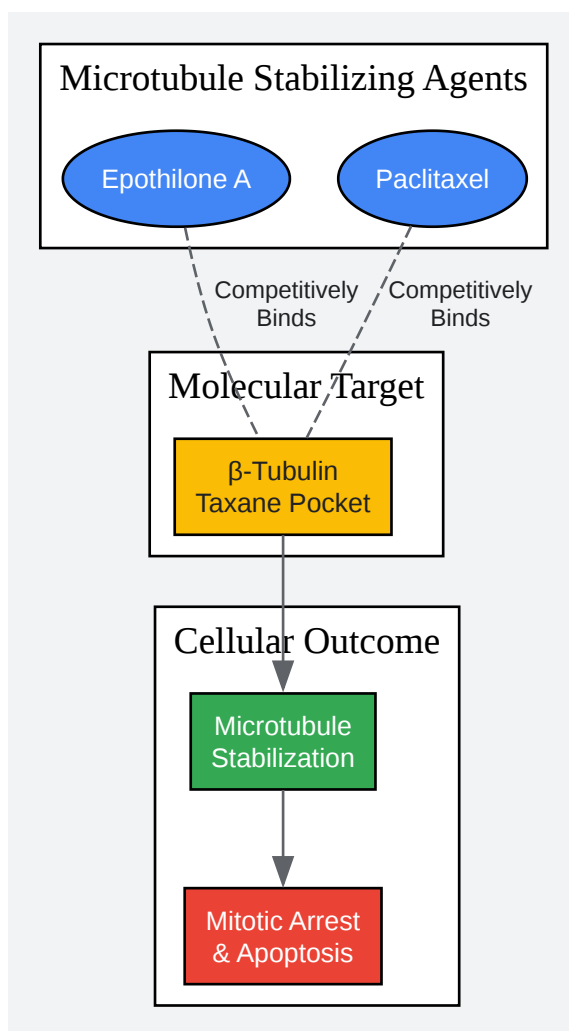 Microtubule Stabilizing Agents
Epothilone A
Paclitaxel
Competitively
Binds
Competitively
Binds
Molecular Target
β-Tubulin
Taxane Pocket
Cellular Outcome
Microtubule
Stabilization
Mitotic Arrest
& Apoptosis